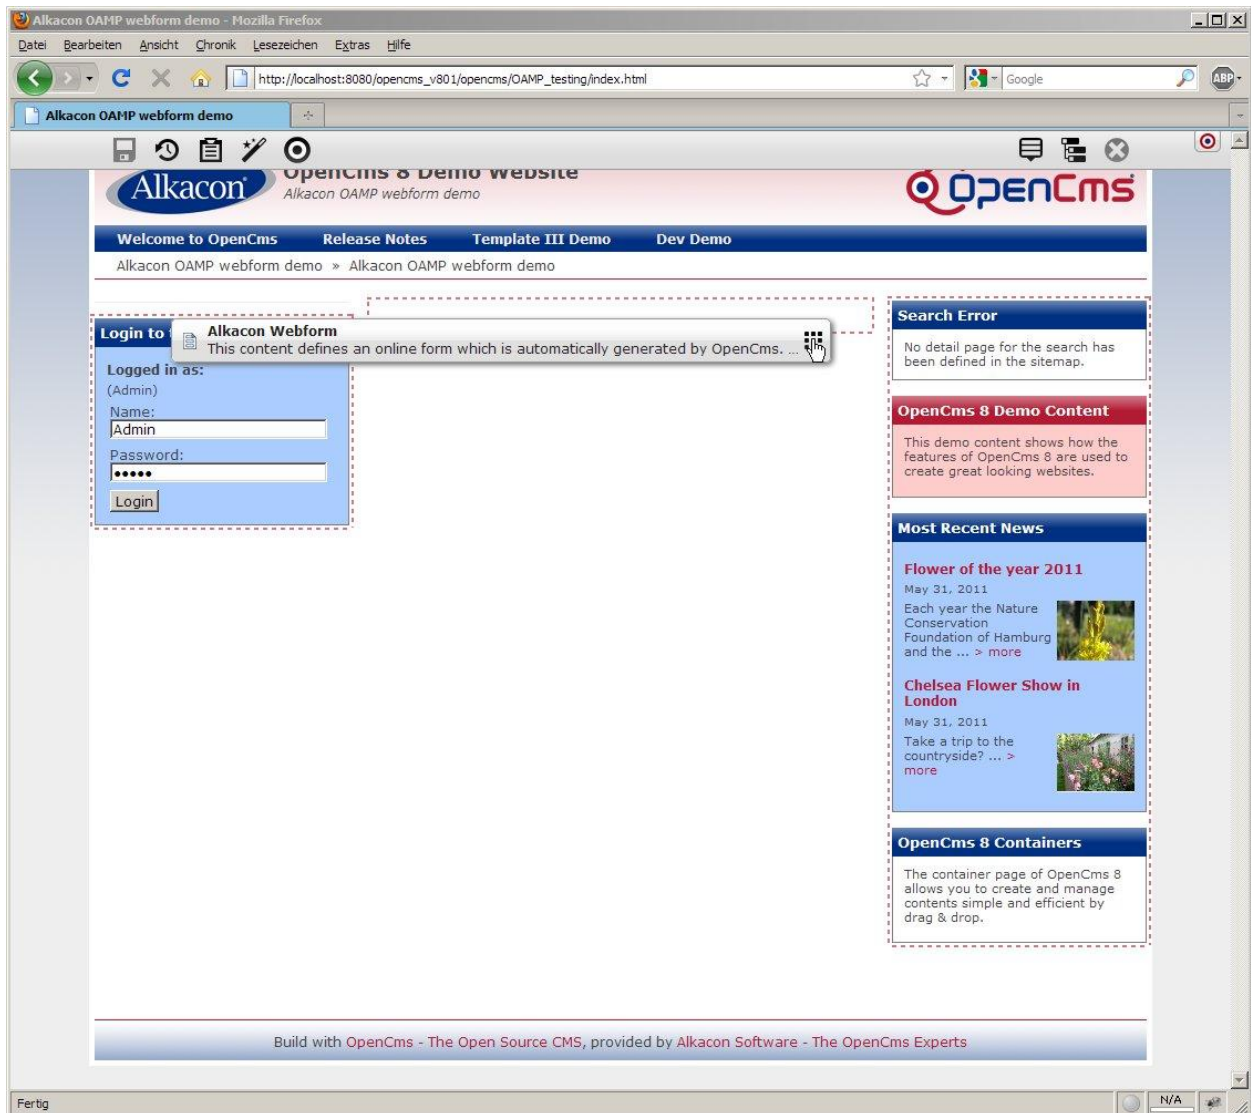 Alkacon OAMP webform demo - Mozilla Firefox
Datei Bearbeiten Ansicht Chronik Lesezeichen Extras Hilfe
http://localhost:8080/opencms_v801/opencms/OAMP_testing/index.html
Google
ABP
Alkacon OAMP webform demo
Alkacon
OpenCms 8 Demo Website
Alkacon OAMP webform demo
OpenCms
Welcome to OpenCms Release Notes Template III Demo Dev Demo
Alkacon OAMP webform demo » Alkacon OAMP webform demo
Login to
Alkacon Webform
This content defines an online form which is automatically generated by OpenCms. ...
Logged in as:
(Admin)
Name:
Admin
Password:
•••••
Login
Search Error
No detail page for the search has
been defined in the sitemap.
OpenCms 8 Demo Content
This demo content shows how the
features of OpenCms 8 are used to
create great looking websites.
Most Recent News
Flower of the year 2011
May 31, 2011
Each year the Nature
Conservation
Foundation of Hamburg
and the ... > more
Chelsea Flower Show in
London
May 31, 2011
Take a trip to the
countryside? ... >
more
OpenCms 8 Containers
The container page of OpenCms 8
allows you to create and manage
contents simple and efficient by
drag & drop.
Build with OpenCms - The Open Source CMS, provided by Alkacon Software - The OpenCms Experts
Fertig
N/A